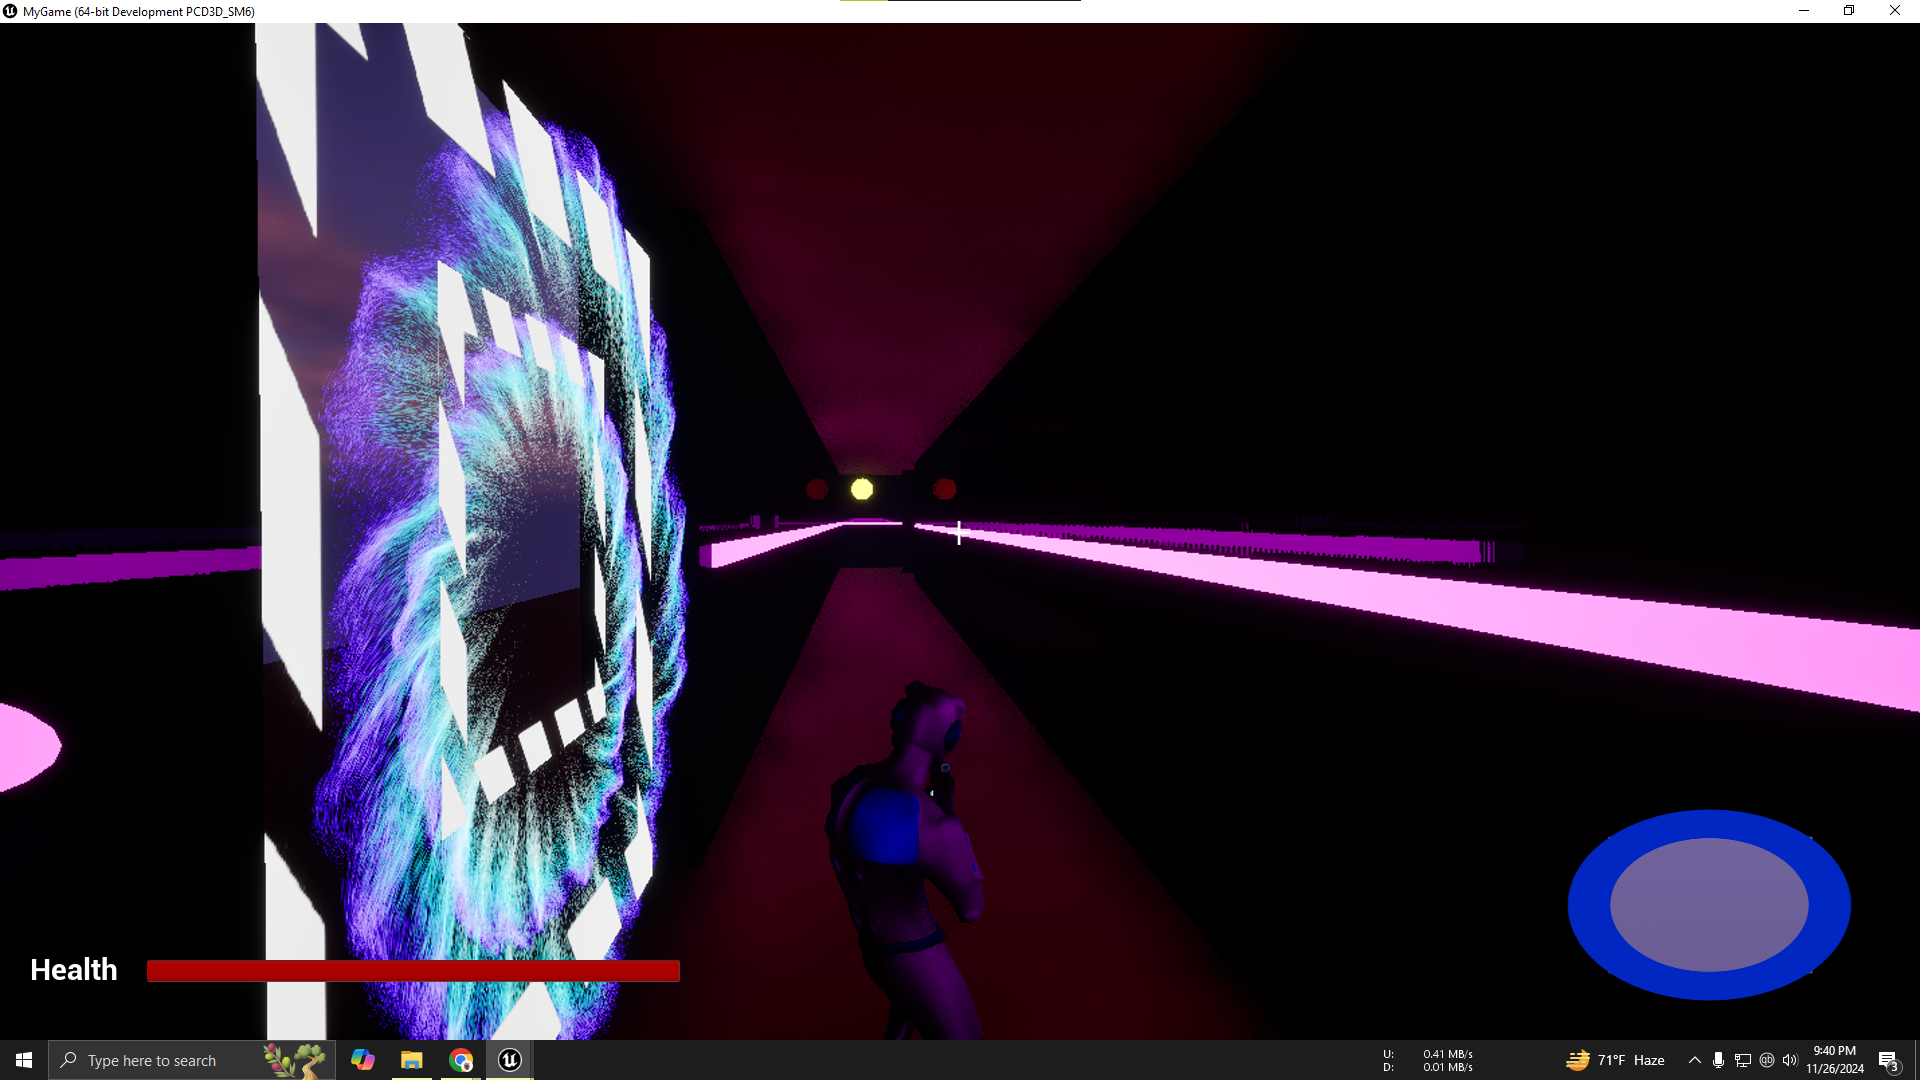 MyGame (64-bit Development PCD3D_SM6)
Health
Type here to search
U: 0.41 MB/s
D: 0.01 MB/s
71°F Haze
9:40 PM
11/26/2024
3